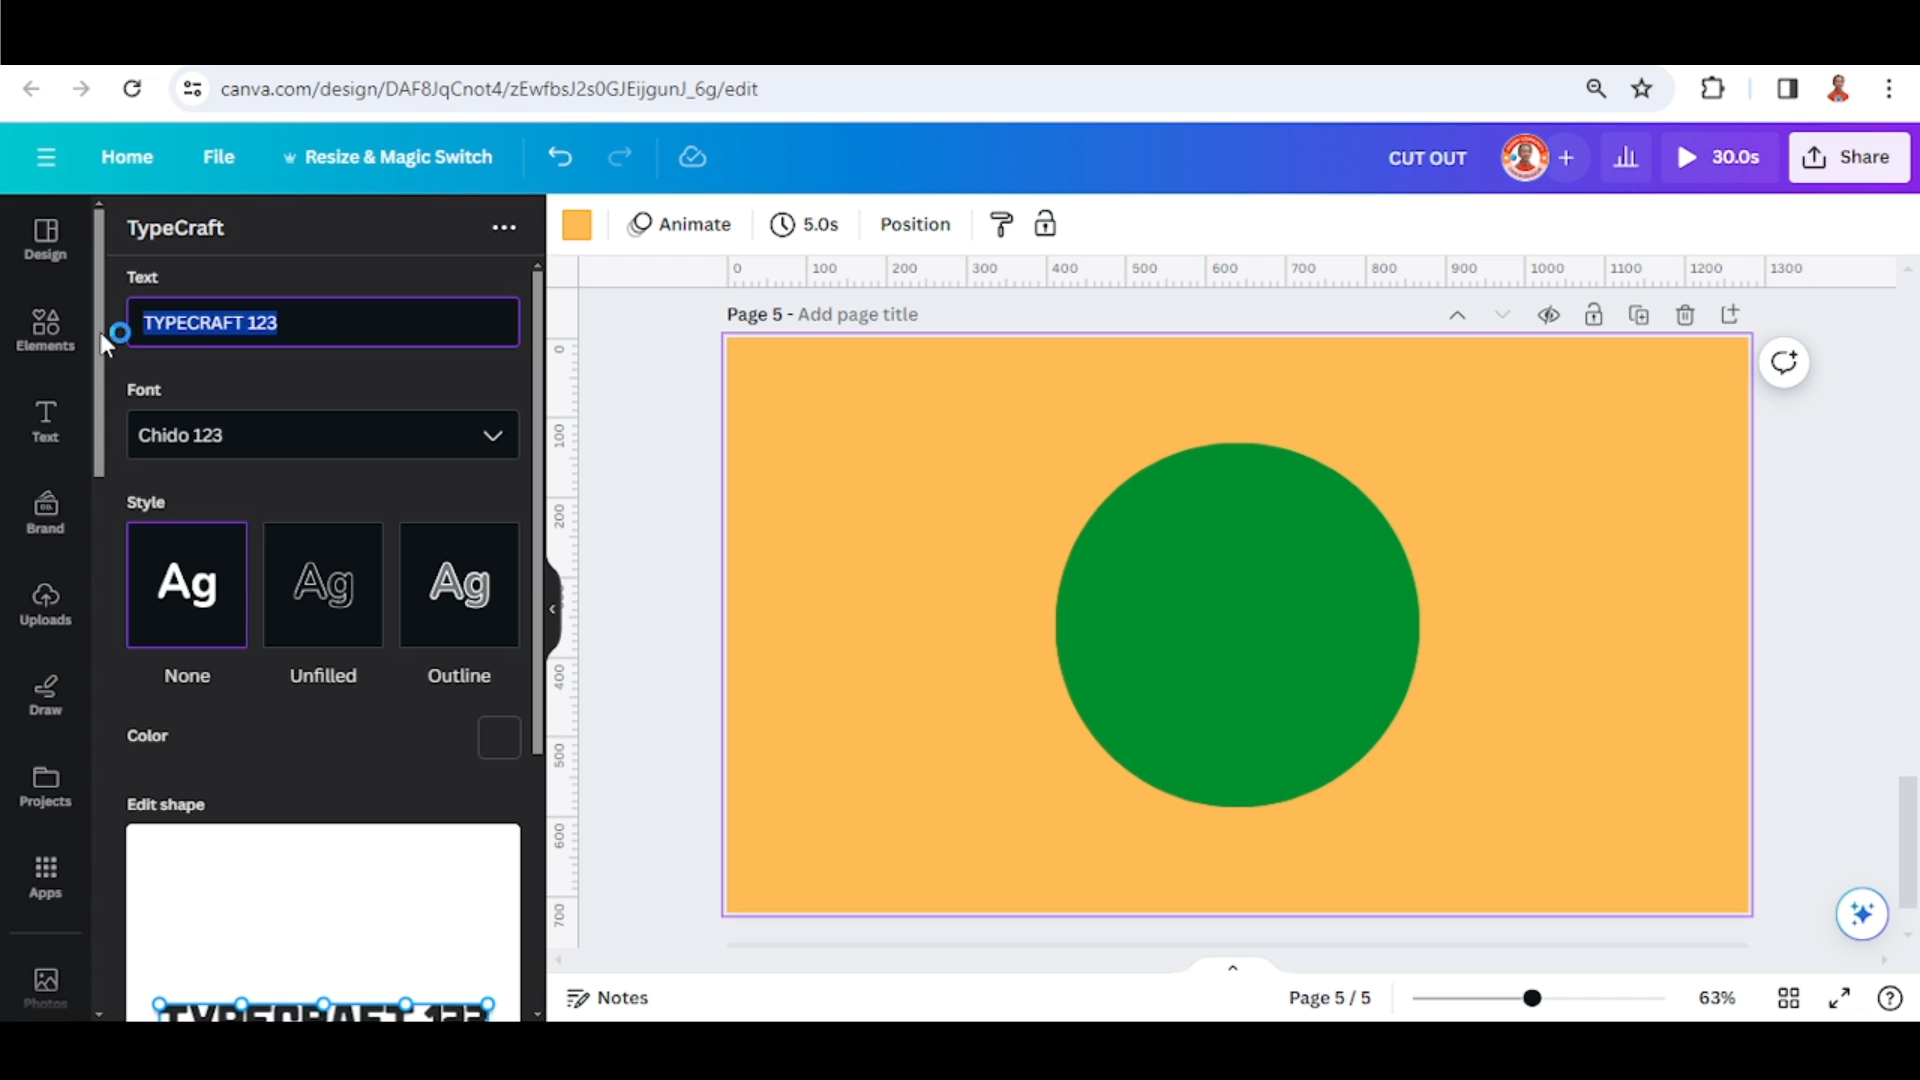 canva.com/design/DAF8JqCnot4/zEwfbsJ2s0GJEijgunJ_6g/edit
Home File Resize & Magic Switch CUT OUT 30.0s Share
Design
Elements
Text
Brand
Uploads
Draw
Projects
Apps
Photos
TypeCraft
Text
TYPECRAFT 123
Font
Chido 123
Style
Ag Ag Ag
None Unfilled Outline
Color
Edit shape
TYPECRAFT 123
Animate 5.0s Position
0 100 200 300 400 500 600 700 800 900 1000 1100 1200 1300
0
100
200
400
500
600
700
Page 5 - Add page title
Notes Page 5 / 5 63%